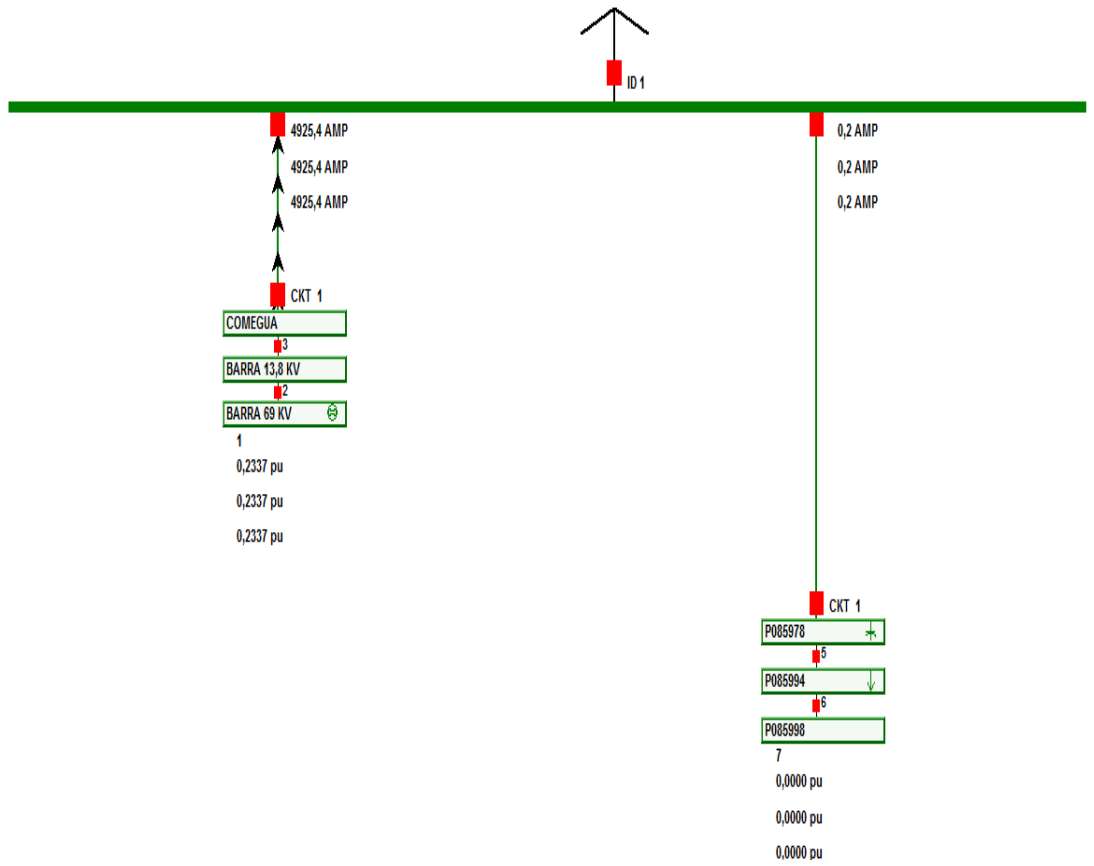 ID 1
4925,4 AMP
4925,4 AMP
4925,4 AMP
CKT 1
COMEGUA
3
BARRA 13,8 KV
2
BARRA 69 KV
1
0,2337 pu
0,2337 pu
0,2337 pu
0,2 AMP
0,2 AMP
0,2 AMP
CKT 1
P085978
5
P085994
6
P085998
7
0,0000 pu
0,0000 pu
0,0000 pu